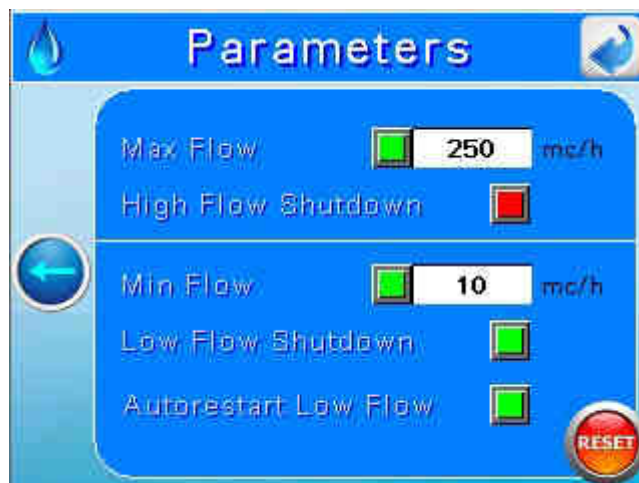 Parameters
Max Flow 250 mc/h
High Flow Shutdown
Min Flow 10 mc/h
Low Flow Shutdown
Autorestart Low Flow
RESET